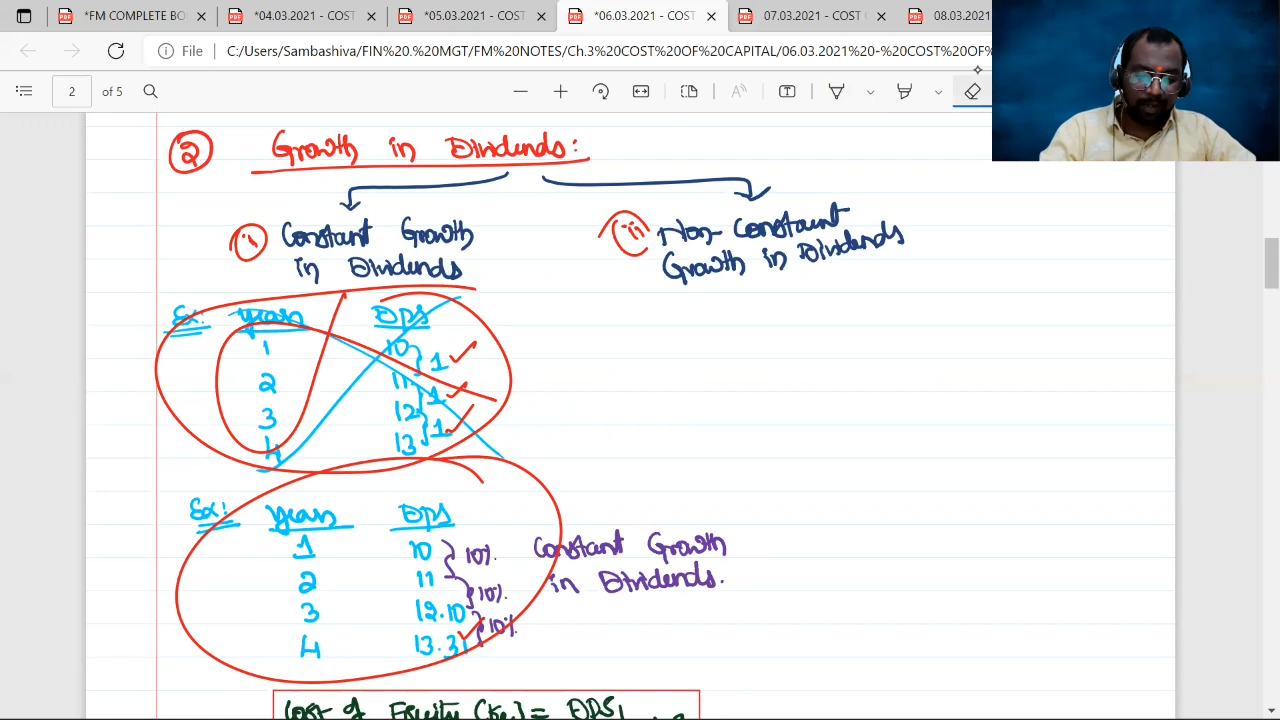 *FM COMPLETE BO
*04.03.2021 - COST
*05.03.2021 - COST
*06.03.2021 - COST
07.03.2021 - COST
08.03.2021
File
C:/Users/Sambashiva/FIN%20.%20MGT/FM%20NOTES/Ch.3%20COST%20OF%20CAPITAL/06.03.2021%20-%20COST%20OF%
2 of 5
② Growth in Dividends:
(i) Constant Growth
in Dividends
(ii) Non-Constant
Growth in Dividends
Ex: years DPS
1 10 } 1
2 11 } 1
3 12 } 1
4 13
Ex: years DPS
1 10 } 10%.
2 11 } 10%.
3 12.10 } 10%.
4 13.31
Constant Growth
in Dividends.
Cost of Equity (Ke) = DPS1